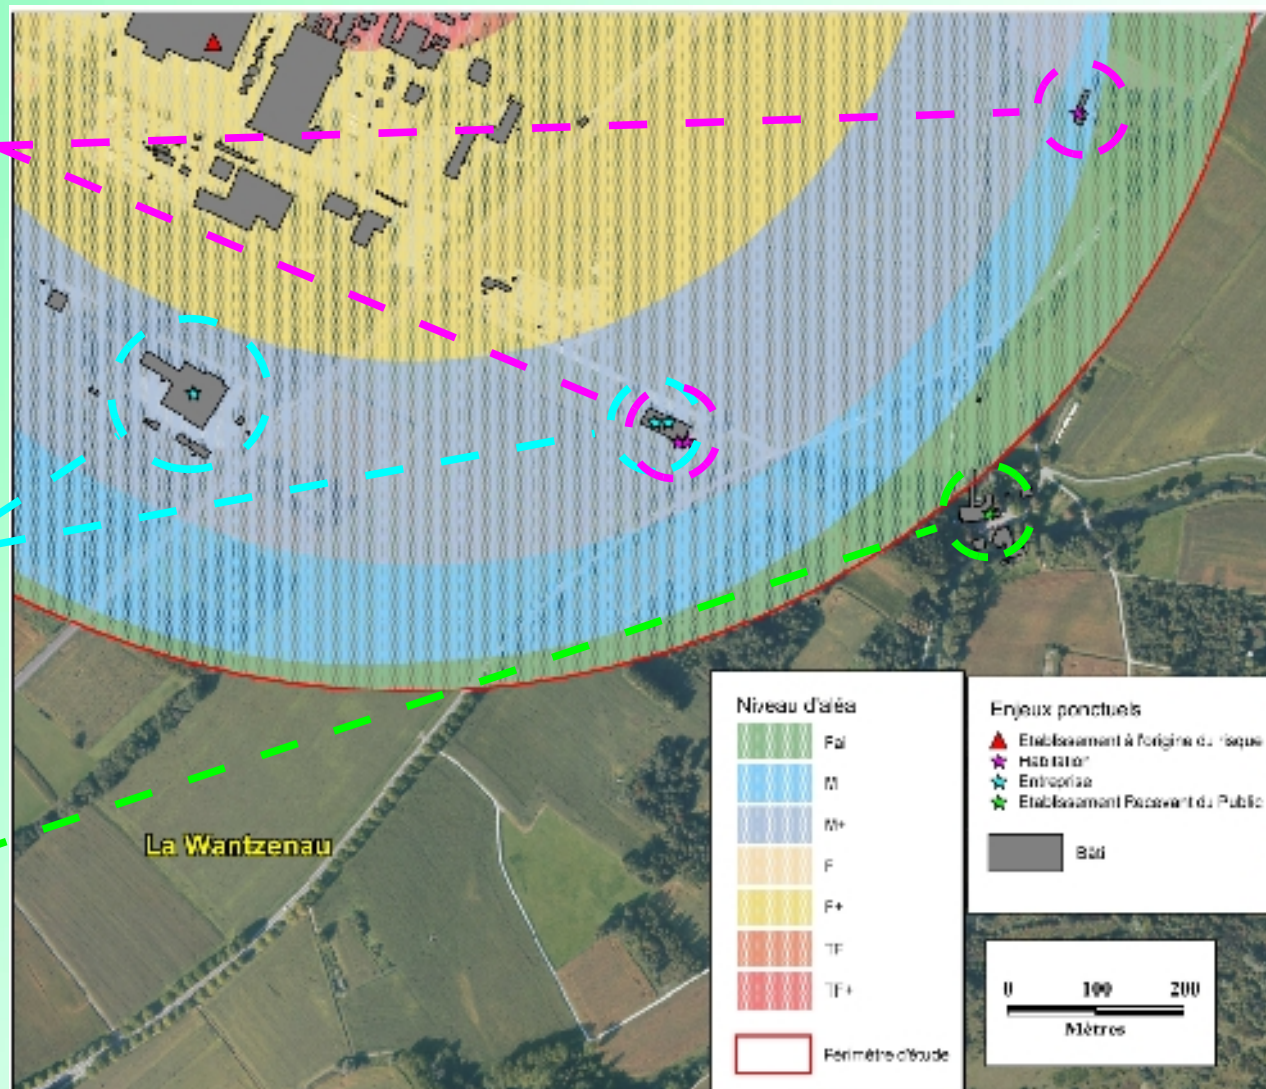 La Wantzenau
Niveau d'aléa
Fai
M
M+
F
F+
TF
TF+
Périmètre d'étude
Enjeux ponctuels
Etablissement à l'origine du risque
Habitation
Entreprise
Etablissement Recevant du Public
Bâti
0 100 200
Mètres